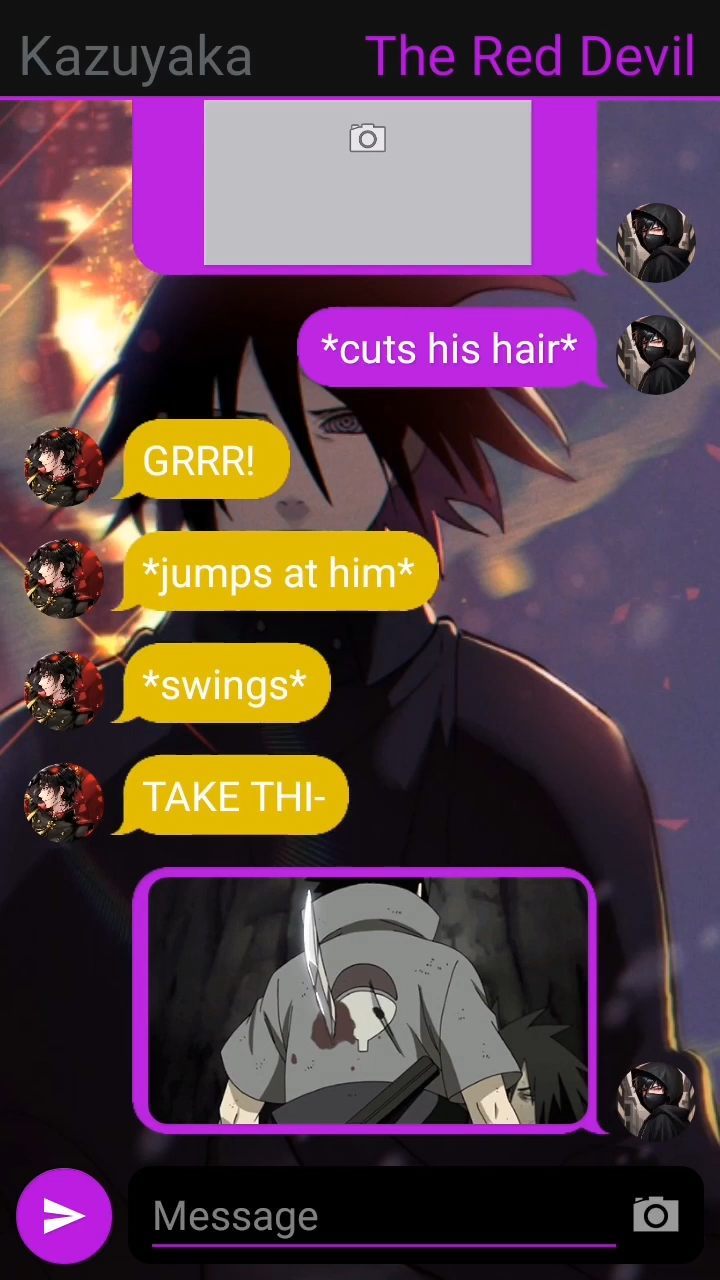 Kazuyaka
The Red Devil
*cuts his hair*
GRRR!
*jumps at him*
*swings*
TAKE THI-
Message